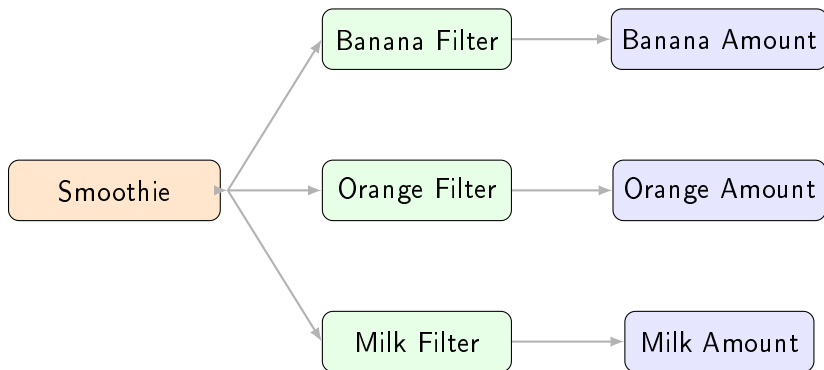 Banana Filter
Banana Amount
Smoothie
Orange Filter
Orange Amount
Milk Filter
Milk Amount